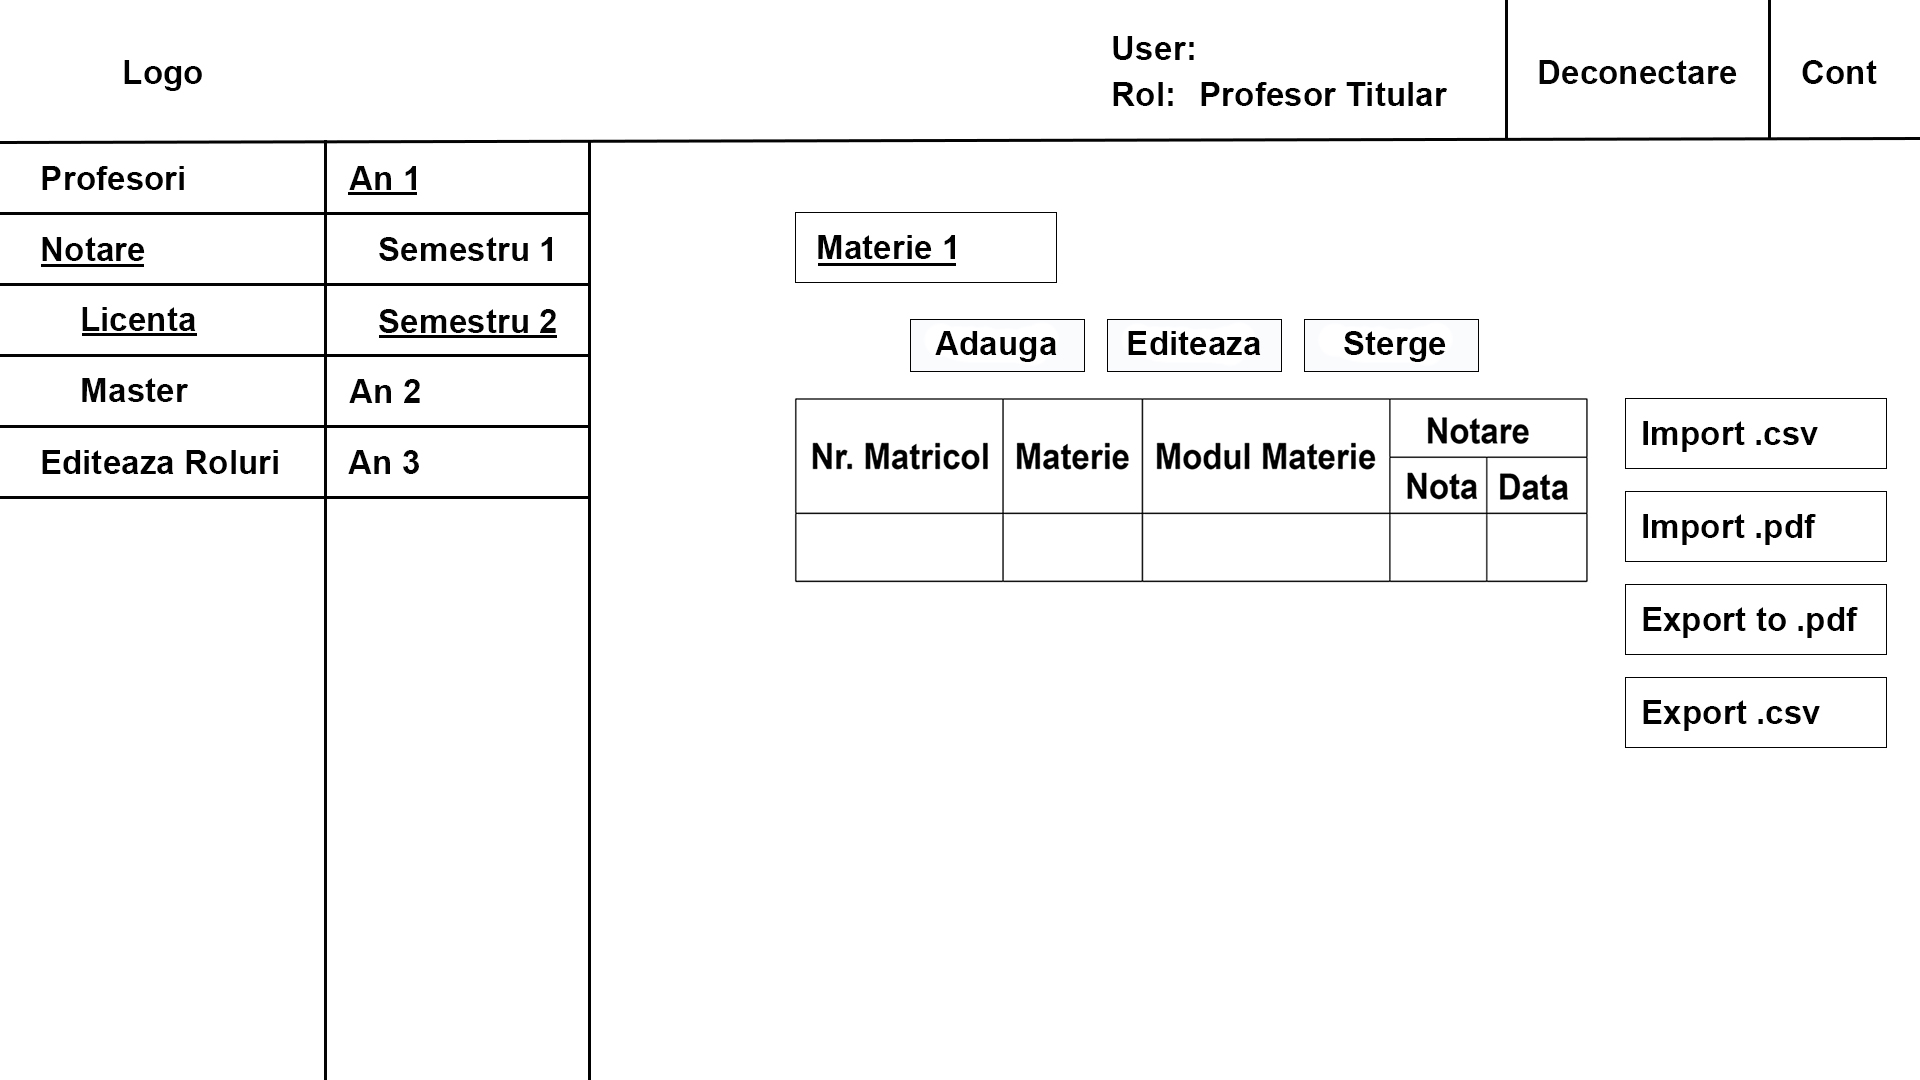 Logo
User:
Rol: Profesor Titular
Deconectare
Cont
Profesori
Notare
Licenta
Master
Editeaza Roluri
An 1
Semestru 1
Semestru 2
An 2
An 3
Materie 1
Adauga
Editeaza
Sterge
Nr. Matricol
Materie
Modul Materie
Notare
Nota
Data
Import .csv
Import .pdf
Export to .pdf
Export .csv